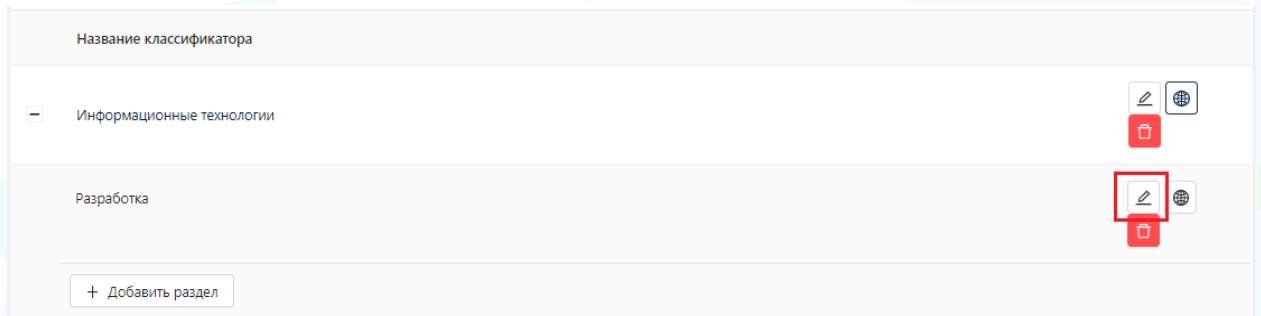 Название классификатора
Информационные технологии
Разработка
+ Добавить раздел